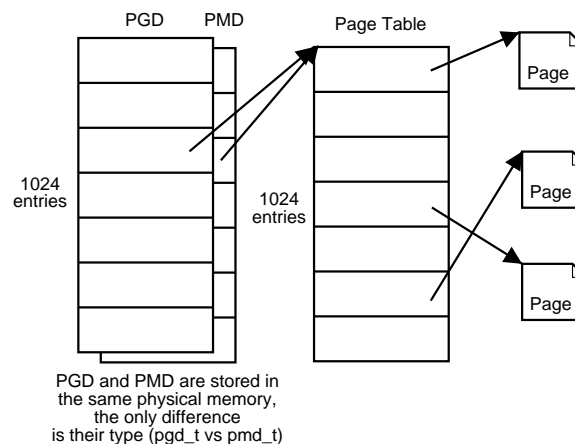 PGD PMD
Page Table
Page
1024
entries
1024
entries
Page
Page
PGD and PMD are stored in
the same physical memory,
the only difference
is their type (pgd_t vs pmd_t)